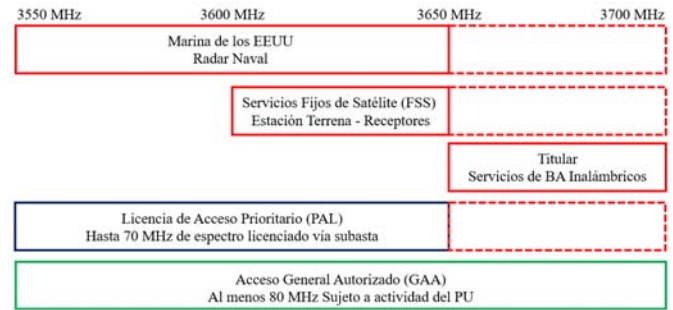 3550 MHz 3600 MHz 3650 MHz 3700 MHz
Marina de los EEUU
Radar Naval
Servicios Fijos de Satélite (FSS)
Estación Terrena - Receptores
Titular
Servicios de BA Inalámbricos
Licencia de Acceso Prioritario (PAL)
Hasta 70 MHz de espectro licenciado vía subasta
Acceso General Autorizado (GAA)
Al menos 80 MHz Sujeto a actividad del PU